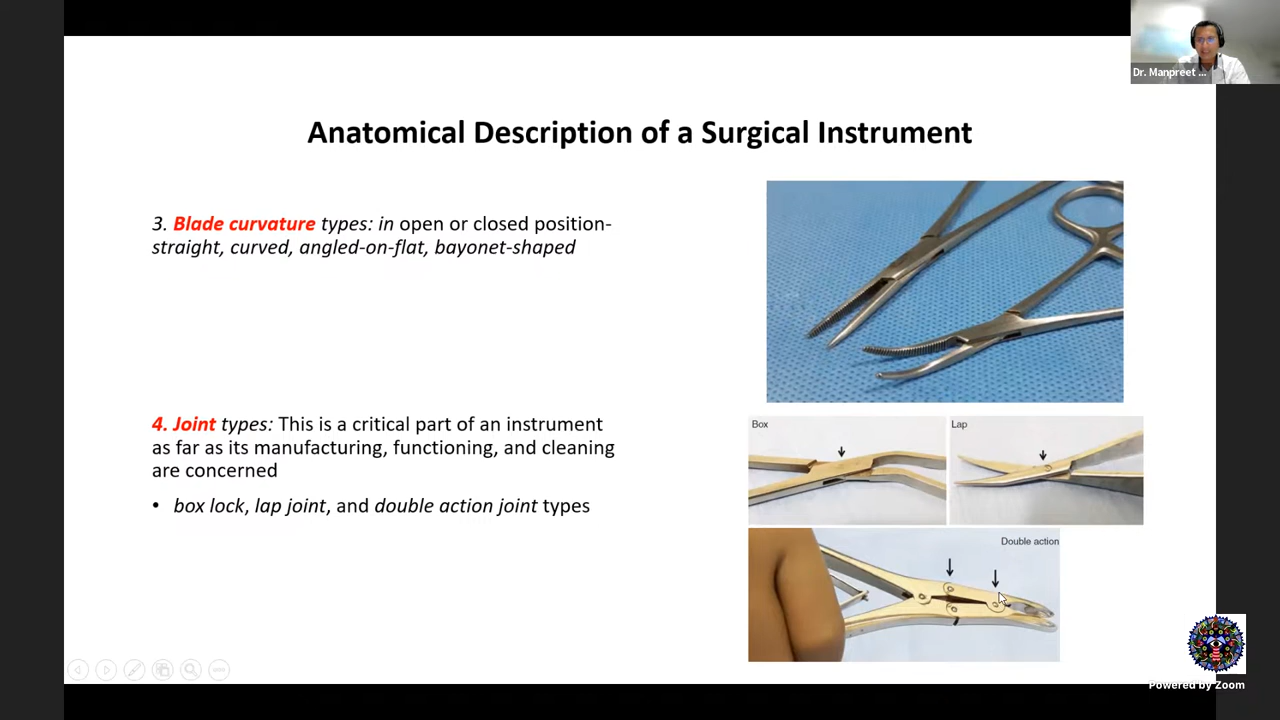 Dr. Manpreet ...
Anatomical Description of a Surgical Instrument
3. Blade curvature types: in open or closed position-
straight, curved, angled-on-flat, bayonet-shaped
4. Joint types: This is a critical part of an instrument
as far as its manufacturing, functioning, and cleaning
are concerned
• box lock, lap joint, and double action joint types
Box
Lap
Double action
Powered by Zoom